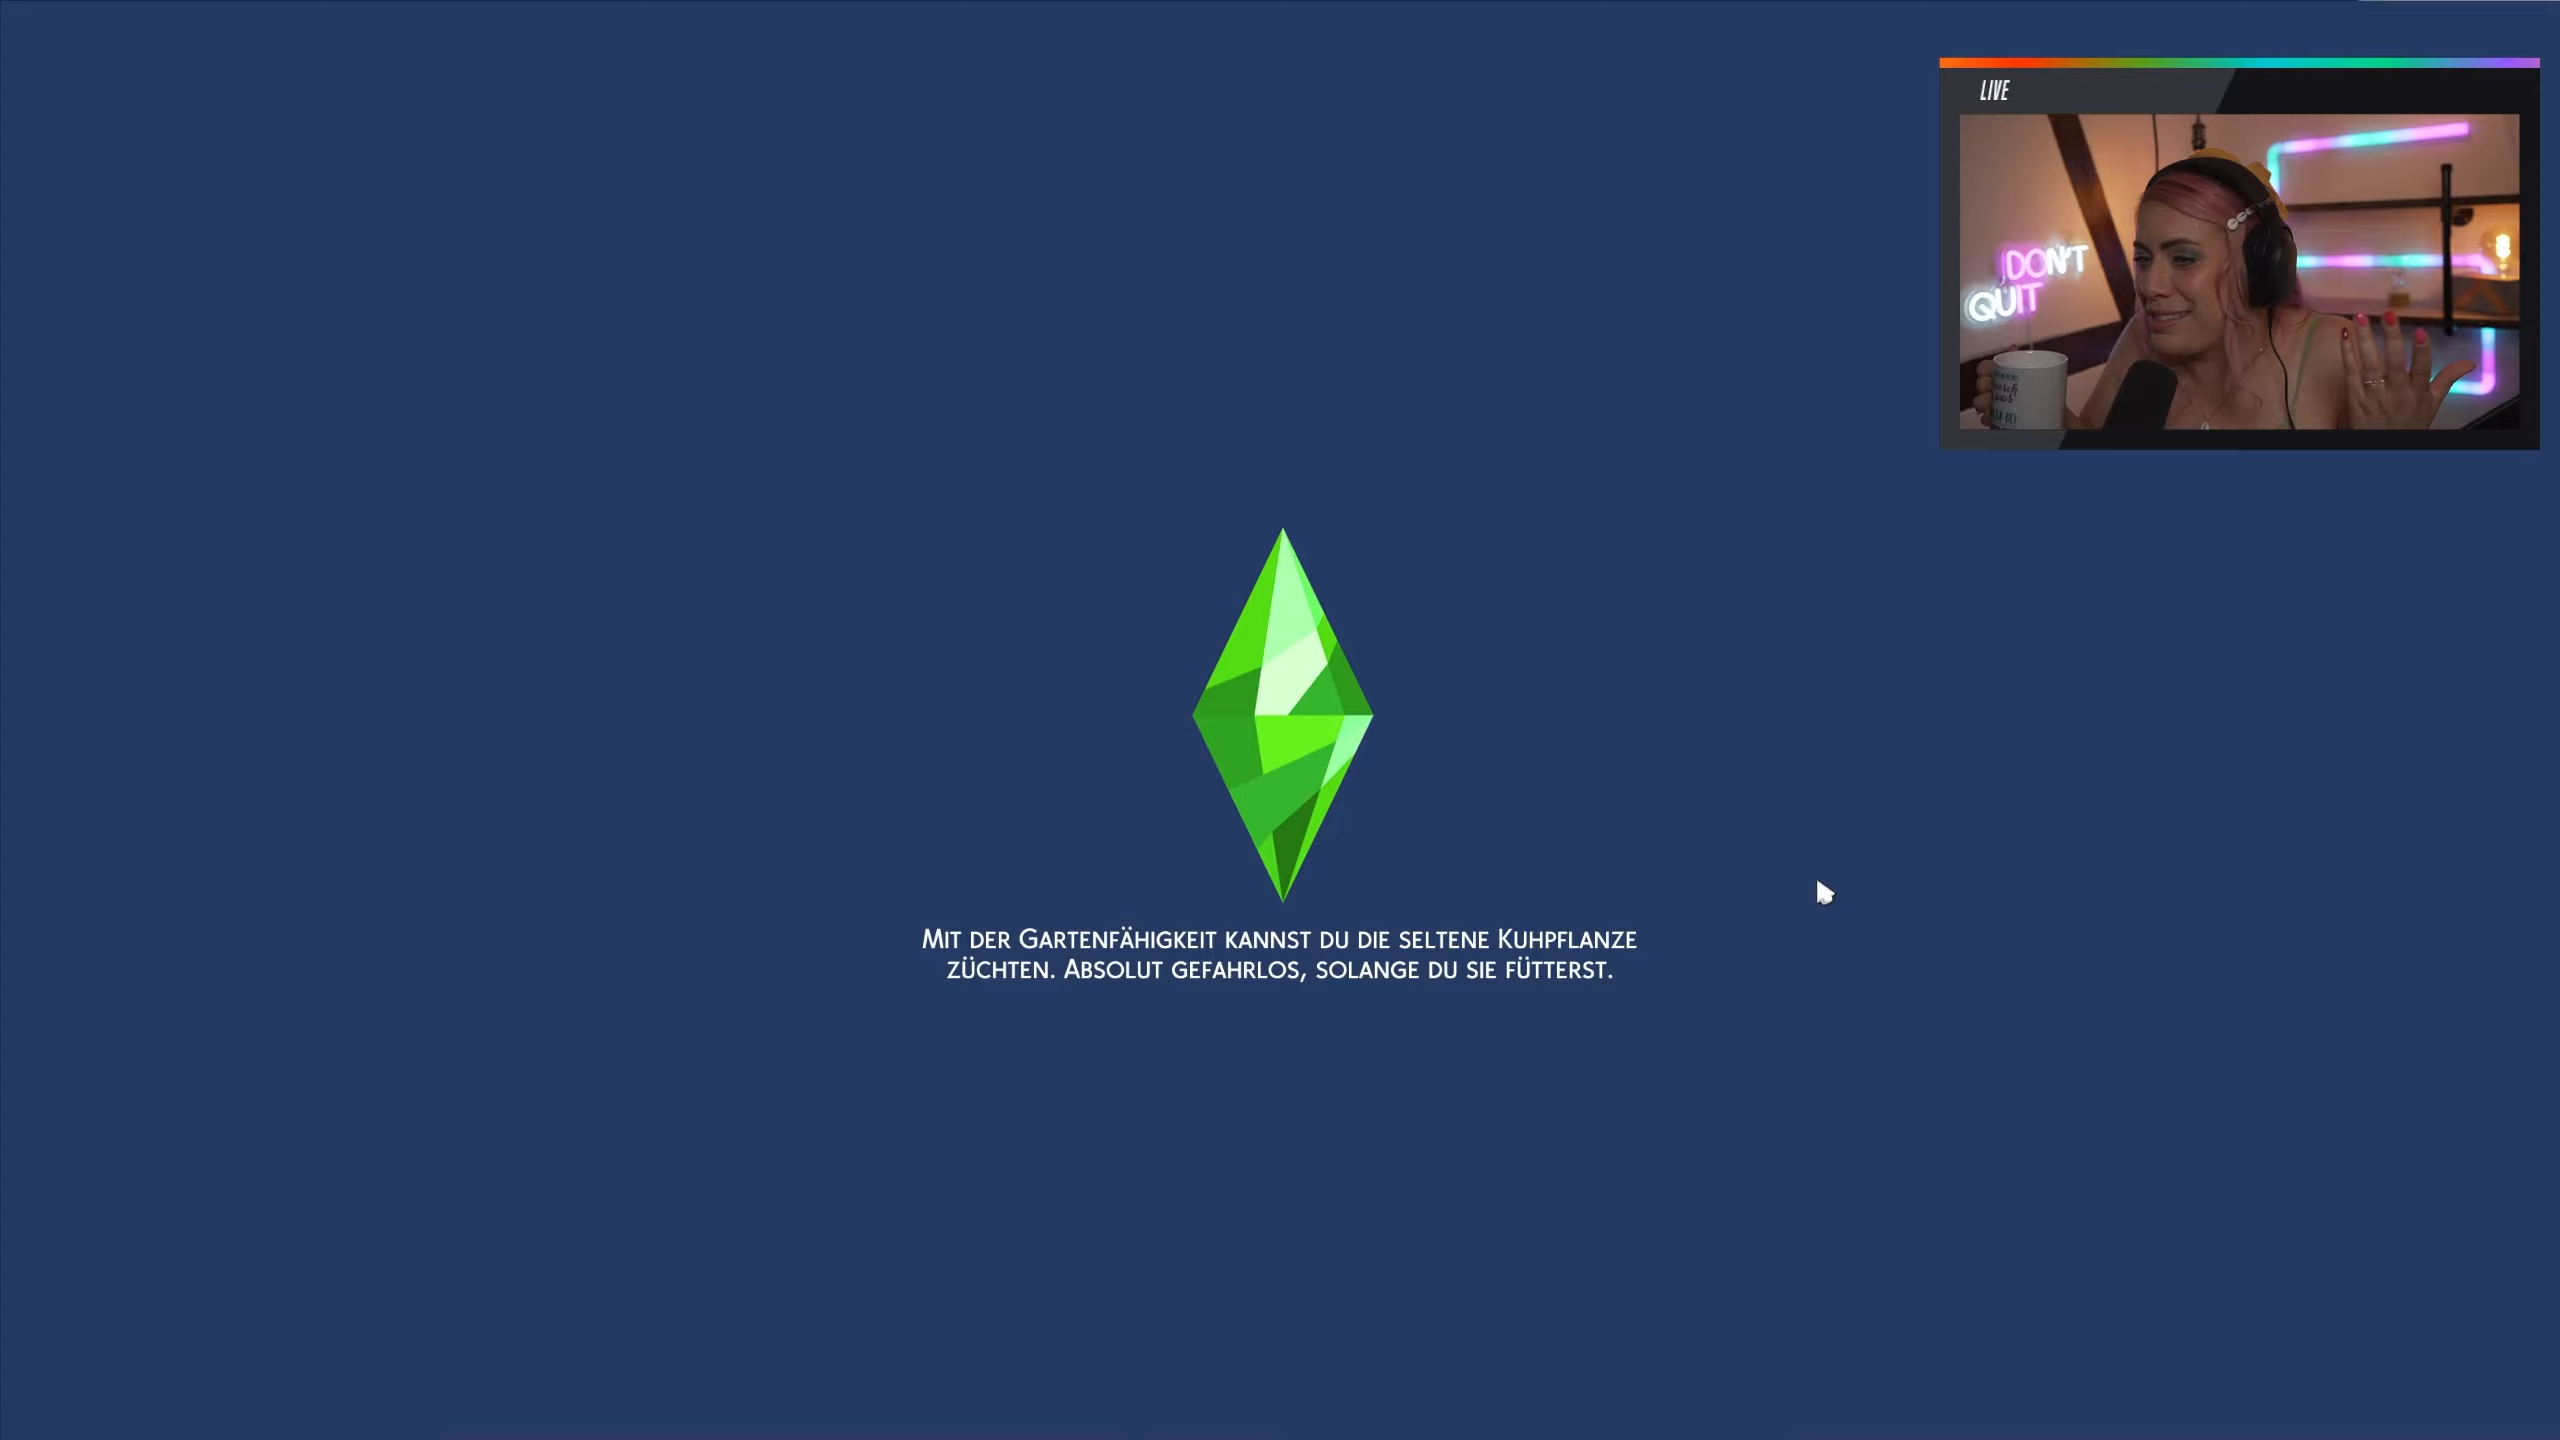 LIVE
DON'T
QUIT
Mit der Gartenfähigkeit kannst du die seltene Kuhpflanze
züchten. Absolut gefahrlos, solange du sie fütterst.